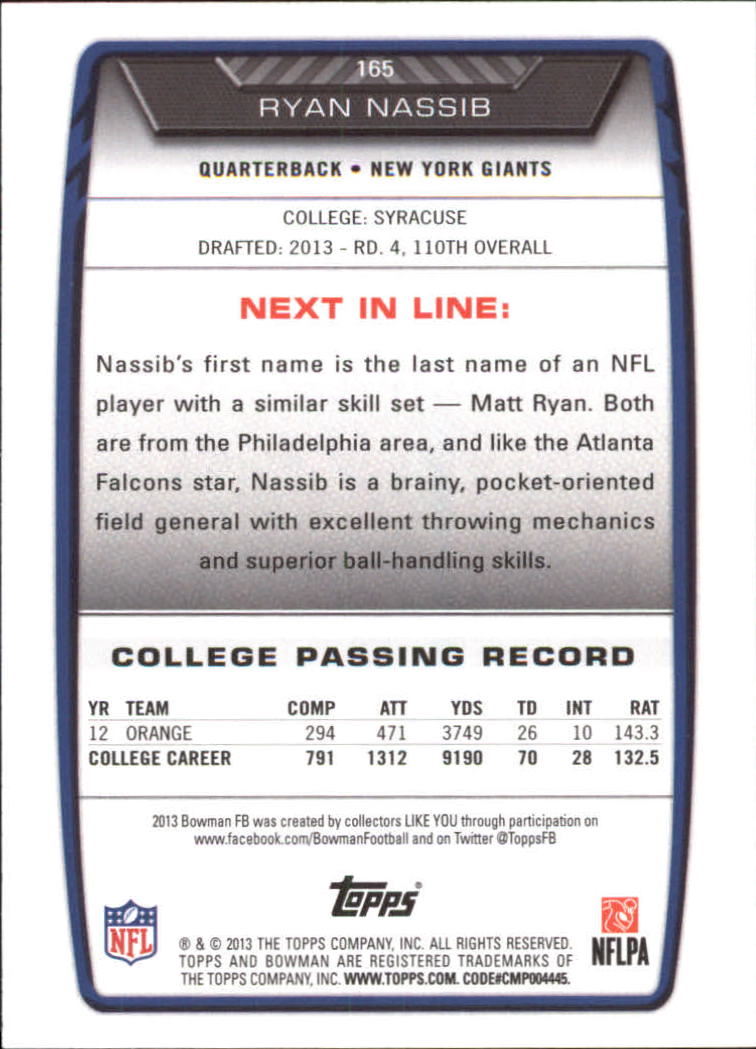 165
RYAN NASSIB
QUARTERBACK • NEW YORK GIANTS
COLLEGE: SYRACUSE
DRAFTED: 2013 - RD. 4, 110TH OVERALL
NEXT IN LINE:
Nassib's first name is the last name of an NFL
player with a similar skill set — Matt Ryan. Both
are from the Philadelphia area, and like the Atlanta
Falcons star, Nassib is a brainy, pocket-oriented
field general with excellent throwing mechanics
and superior ball-handling skills.
COLLEGE PASSING RECORD
YR TEAM COMP ATT YDS TD INT RAT
12 ORANGE 294 471 3749 26 10 143.3
COLLEGE CAREER 791 1312 9190 70 28 132.5
2013 Bowman FB was created by collectors LIKE YOU through participation on
www.facebook.com/BowmanFootball and on Twitter @ToppsFB
topps®
NFL
® & © 2013 THE TOPPS COMPANY, INC. ALL RIGHTS RESERVED.
TOPPS AND BOWMAN ARE REGISTERED TRADEMARKS OF
THE TOPPS COMPANY, INC. WWW.TOPPS.COM. CODE#CMP004445.
NFLPA